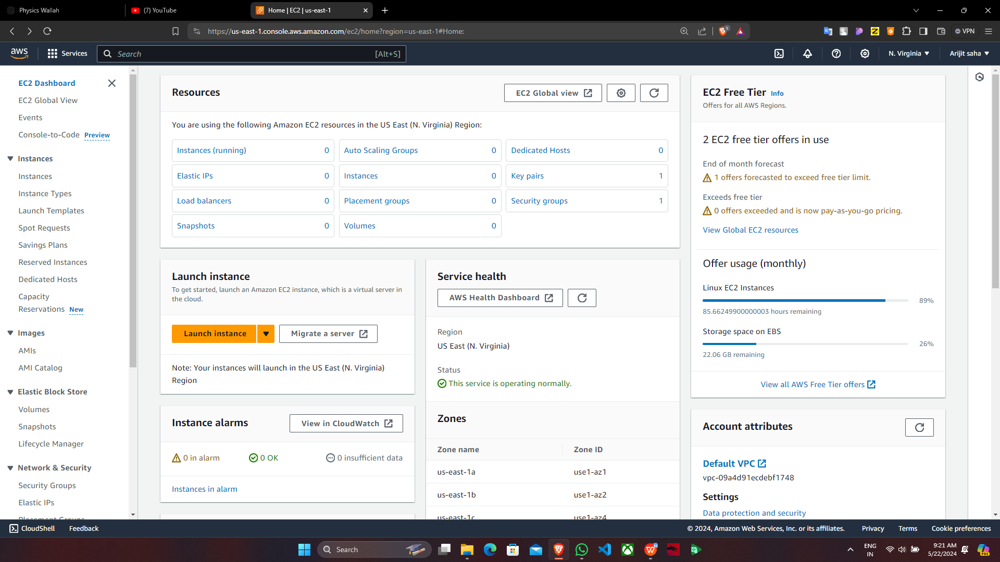 Physics Wallah
(7) YouTube
Home | EC2 | us-east-1
https://us-east-1.console.aws.amazon.com/ec2/home?region=us-east-1#Home:
1
VPN
aws
Services
Search
[Alt+S]
N. Virginia
Arijit saha
EC2 Dashboard
EC2 Global View
Events
Console-to-Code Preview
Instances
Instances
Instance Types
Launch Templates
Spot Requests
Savings Plans
Reserved Instances
Dedicated Hosts
Capacity
Reservations New
Images
AMIs
AMI Catalog
Elastic Block Store
Volumes
Snapshots
Lifecycle Manager
Network & Security
Security Groups
Elastic IPs
Placement Groups
Resources
EC2 Global view
You are using the following Amazon EC2 resources in the US East (N. Virginia) Region:
Instances (running) 0
Auto Scaling Groups 0
Dedicated Hosts 0
Elastic IPs 0
Instances 0
Key pairs 1
Load balancers 0
Placement groups 0
Security groups 1
Snapshots 0
Volumes 0
Launch instance
To get started, launch an Amazon EC2 instance, which is a virtual server in
the cloud.
Launch instance
Migrate a server
Note: Your instances will launch in the US East (N. Virginia)
Region
Instance alarms
View in CloudWatch
0 in alarm
0 OK
0 insufficient data
Instances in alarm
Service health
AWS Health Dashboard
Region
US East (N. Virginia)
Status
This service is operating normally.
Zones
Zone name Zone ID
us-east-1a use1-az1
us-east-1b use1-az2
us-east-1c use1-az4
EC2 Free Tier Info
Offers for all AWS Regions.
2 EC2 free tier offers in use
End of month forecast
1 offers forecasted to exceed free tier limit.
Exceeds free tier
0 offers exceeded and is now pay-as-you-go pricing.
View Global EC2 resources
Offer usage (monthly)
Linux EC2 Instances
89%
85.66249900000003 hours remaining
Storage space on EBS
26%
22.06 GB remaining
View all AWS Free Tier offers
Account attributes
Default VPC
vpc-09a4d91ecdebf1748
Settings
Data protection and security
CloudShell
Feedback
© 2024, Amazon Web Services, Inc. or its affiliates.
Privacy
Terms
Cookie preferences
Search
ENG
IN
9:21 AM
5/22/2024
PRE